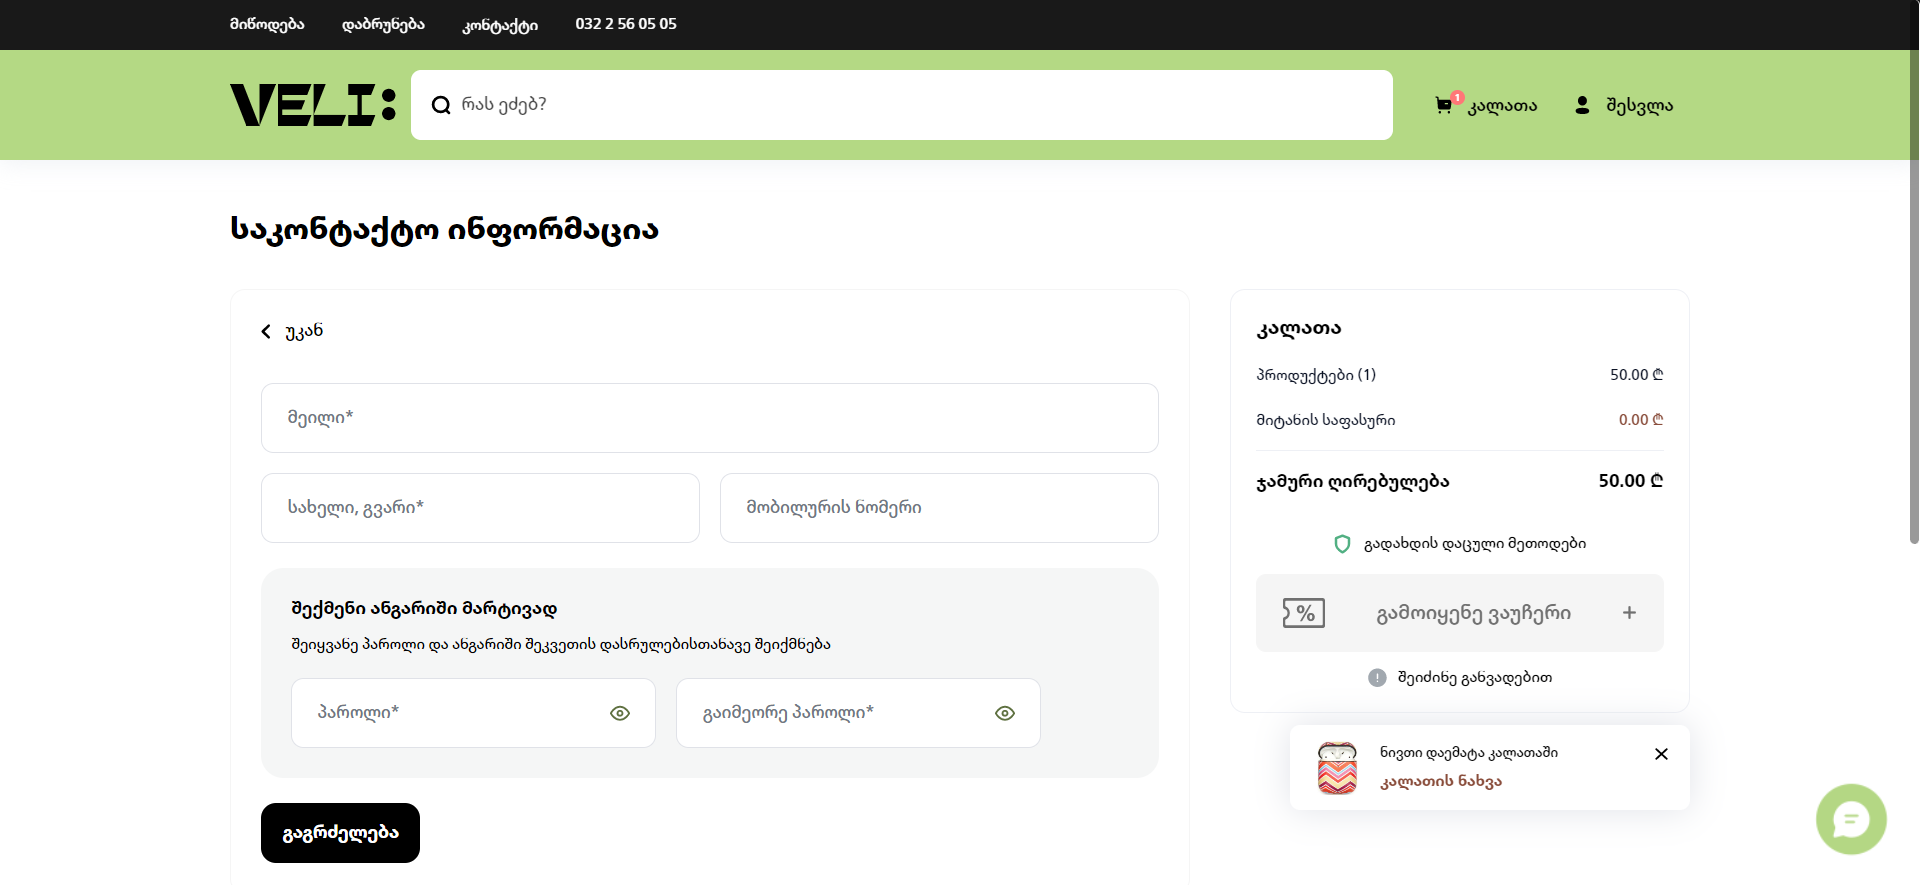 მიწოდება დაბრუნება კონტაქტი 032 2 56 05 05
VELI: რას ეძებ? 1 კალათა შესვლა
საკონტაქტო ინფორმაცია
უკან
მეილი*
სახელი, გვარი* მობილურის ნომერი
შექმენი ანგარიში მარტივად
შეიყვანე პაროლი და ანგარიში შეკვეთის დასრულებისთანავე შეიქმნება
პაროლი* გაიმეორე პაროლი*
გაგრძელება
კალათა
პროდუქტები (1) 50.00 ₾
მიტანის საფასური 0.00 ₾
ჯამური ღირებულება 50.00 ₾
გადახდის დაცული მეთოდები
% გამოიყენე ვაუჩერი +
შეიძინე განვადებით
ნივთი დაემატა კალათაში
კალათის ნახვა